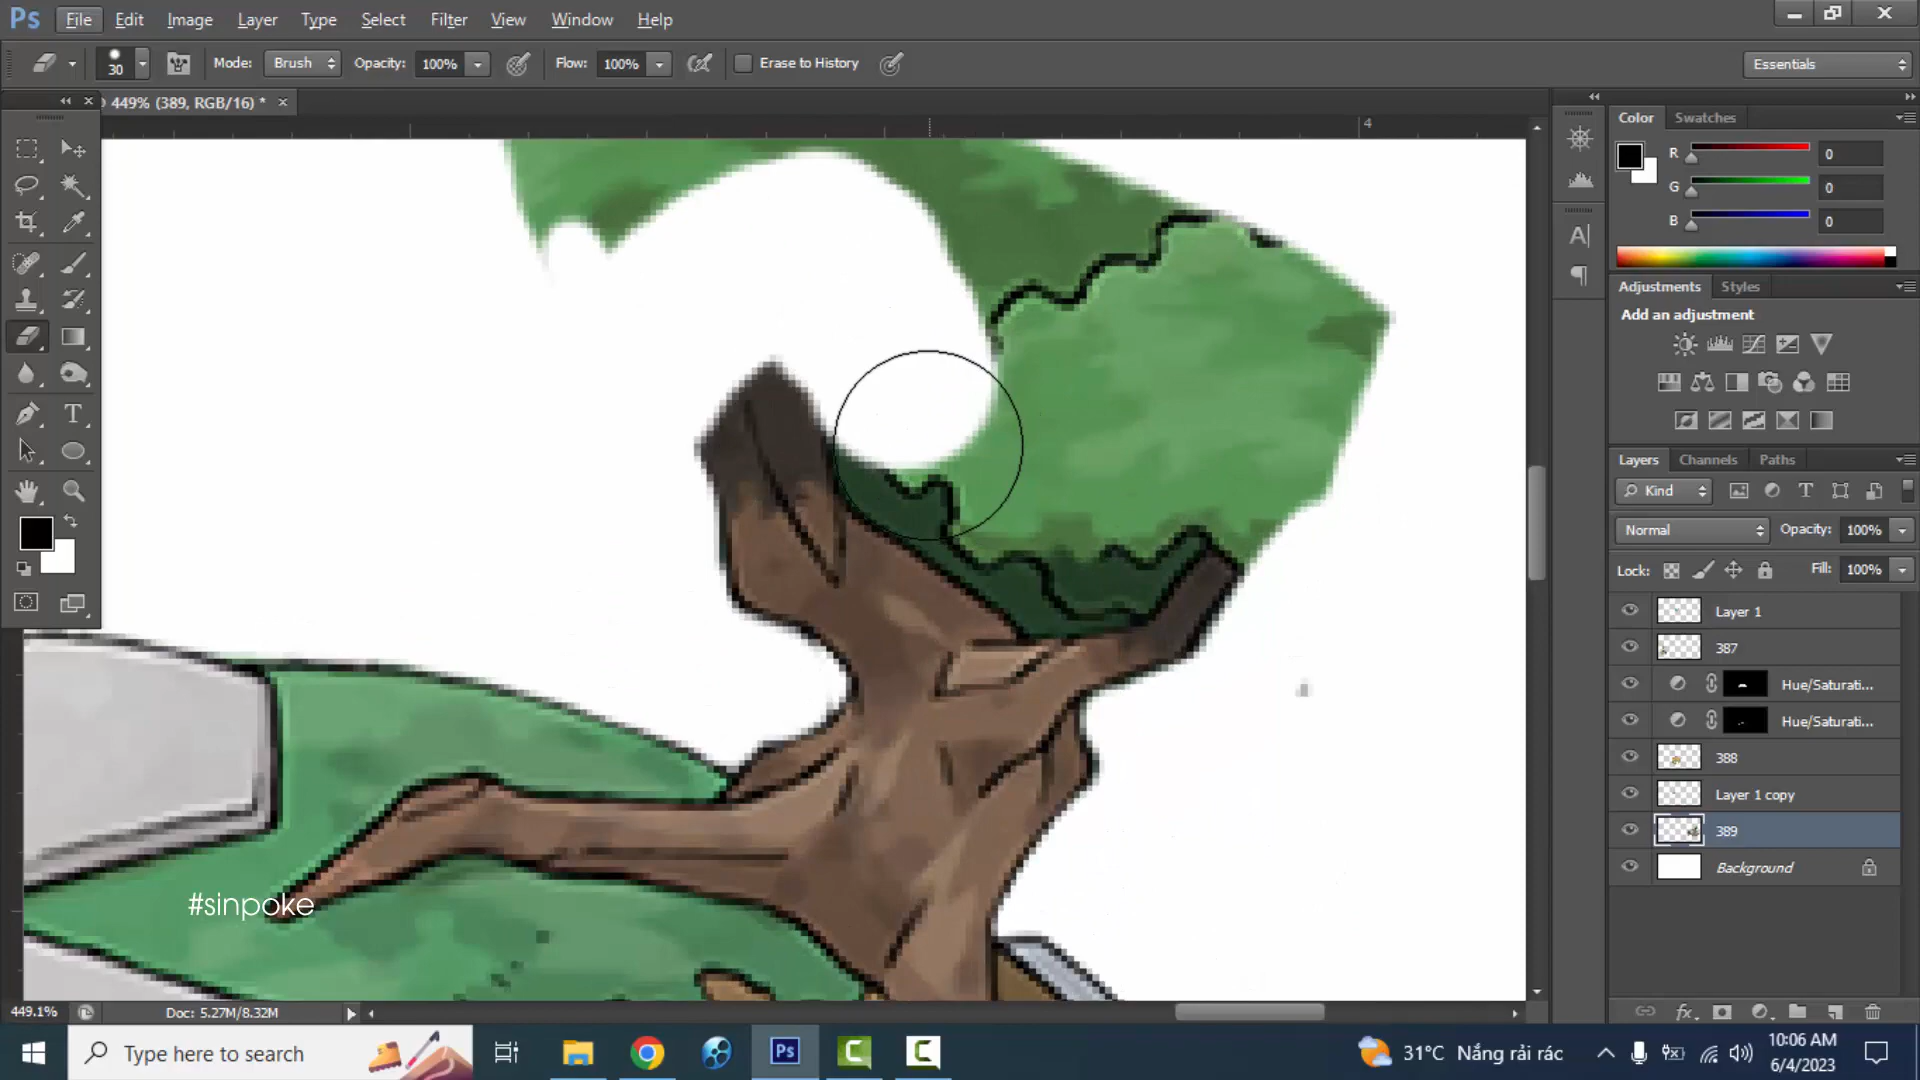 Ps File Edit Image Layer Type Select Filter View Window Help
30 Mode: Brush Opacity: 100% Flow: 100% Erase to History Essentials
449% (389, RGB/16) *
4
Color Swatches
R 0
G 0
B 0
Adjustments Styles
Add an adjustment
Layers Channels Paths
Kind
Normal Opacity: 100%
Lock: Fill: 100%
Layer 1
387
Hue/Saturati...
Hue/Saturati...
388
Layer 1 copy
389
Background
#sinpoke
449.1% Doc: 5.27M/8.32M
Type here to search
Ps
31°C Nắng rải rác
10:06 AM
6/4/2023